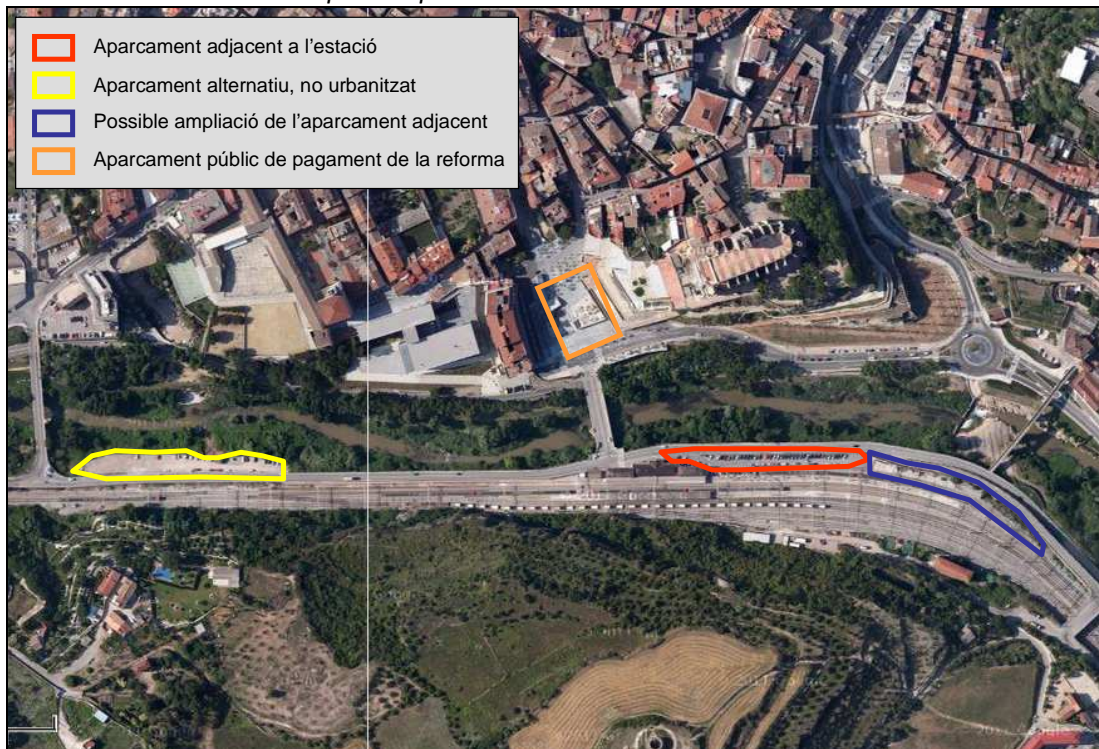 Aparcament adjacent a l'estació
Aparcament alternatiu, no urbanitzat
Possible ampliació de l'aparcament adjacent
Aparcament públic de pagament de la reforma